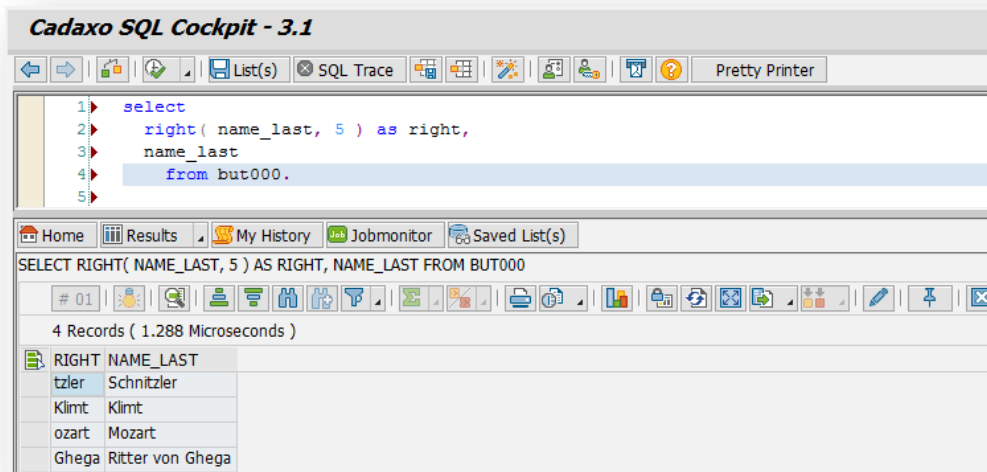 Cadaxo SQL Cockpit - 3.1
List(s) SQL Trace Pretty Printer
1 select
2 right( name_last, 5 ) as right,
3 name_last
4 from but000.
5
Home Results My History Job Jobmonitor Saved List(s)
SELECT RIGHT( NAME_LAST, 5 ) AS RIGHT, NAME_LAST FROM BUT000
# 01
4 Records ( 1.288 Microseconds )
RIGHT NAME_LAST
tzler Schnitzler
Klimt Klimt
ozart Mozart
Ghega Ritter von Ghega